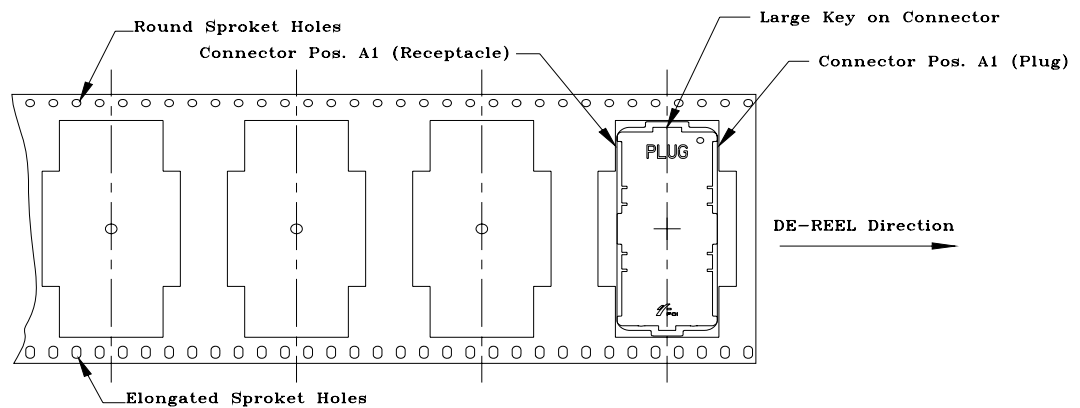 Large Key on Connector
Round Sproket Holes
Connector Pos. A1 (Receptacle)
Connector Pos. A1 (Plug)
PLUG
DE-REEL Direction
FCI
Elongated Sproket Holes